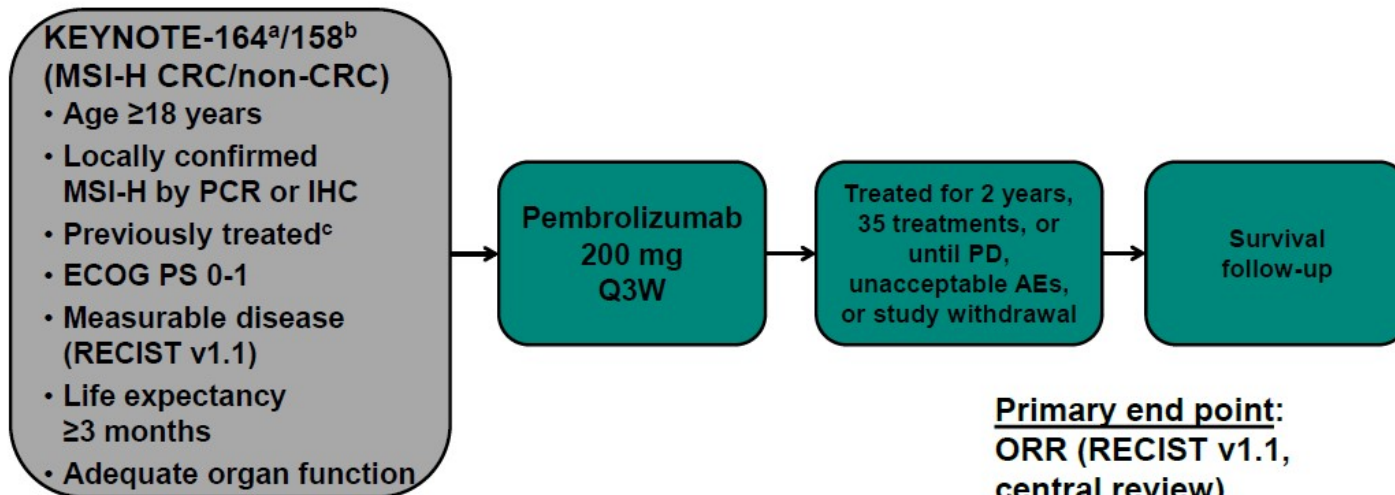 KEYNOTE-164ᵃ/158ᵇ
(MSI-H CRC/non-CRC)
• Age ≥18 years
• Locally confirmed
MSI-H by PCR or IHC
• Previously treatedᶜ
• ECOG PS 0-1
• Measurable disease
(RECIST v1.1)
• Life expectancy
≥3 months
• Adequate organ function
Pembrolizumab
200 mg
Q3W
Treated for 2 years,
35 treatments, or
until PD,
unacceptable AEs,
or study withdrawal
Survival
follow-up
Primary end point:
ORR (RECIST v1.1,
central review)